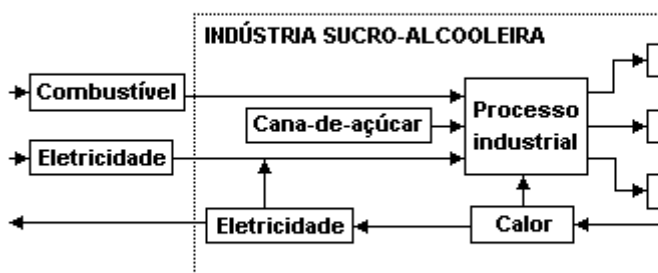 INDÚSTRIA SUCRO-ALCOOLEIRA
Combustível
Cana-de-açúcar
Processo
industrial
Eletricidade
Eletricidade
Calor